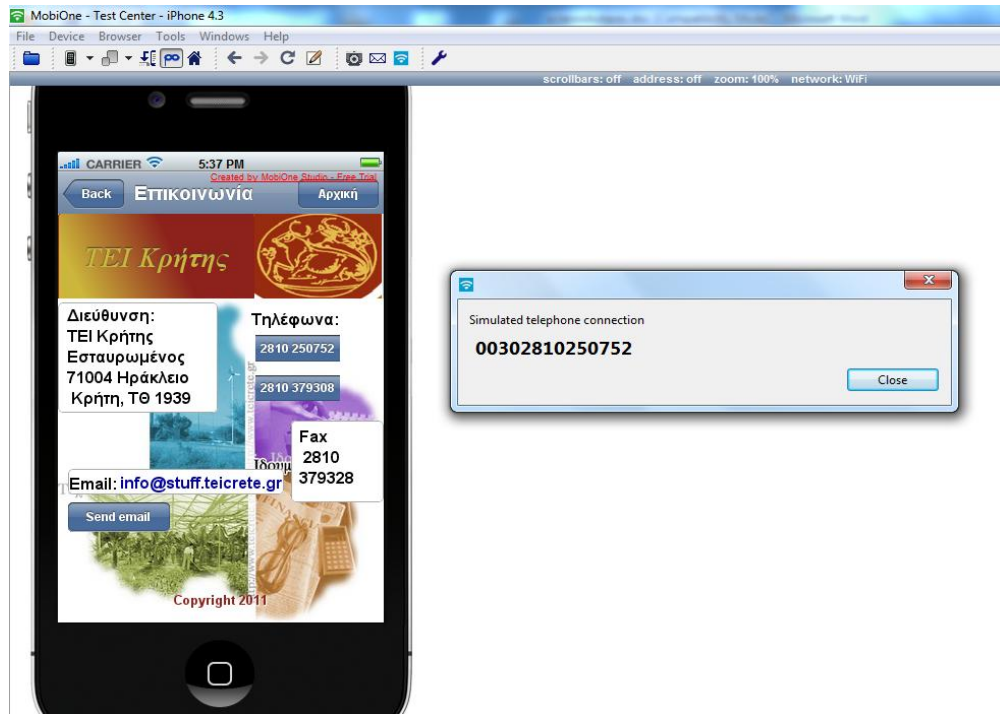 MobiOne - Test Center - iPhone 4.3
File Device Browser Tools Windows Help
scrollbars: off address: off zoom: 100% network: WiFi
CARRIER 5:37 PM
Created by MobiOne Studio - Free Trial
Back Επικοινωνία Αρχική
ΤΕΙ Κρήτης
Διεύθυνση:
ΤΕΙ Κρήτης
Εσταυρωμένος
71004 Ηράκλειο
Κρήτη, ΤΘ 1939
Τηλέφωνα:
2810 250752
2810 379308
Fax
2810
379328
Email: info@stuff.teicrete.gr
Send email
Copyright 2011
Simulated telephone connection
00302810250752
Close